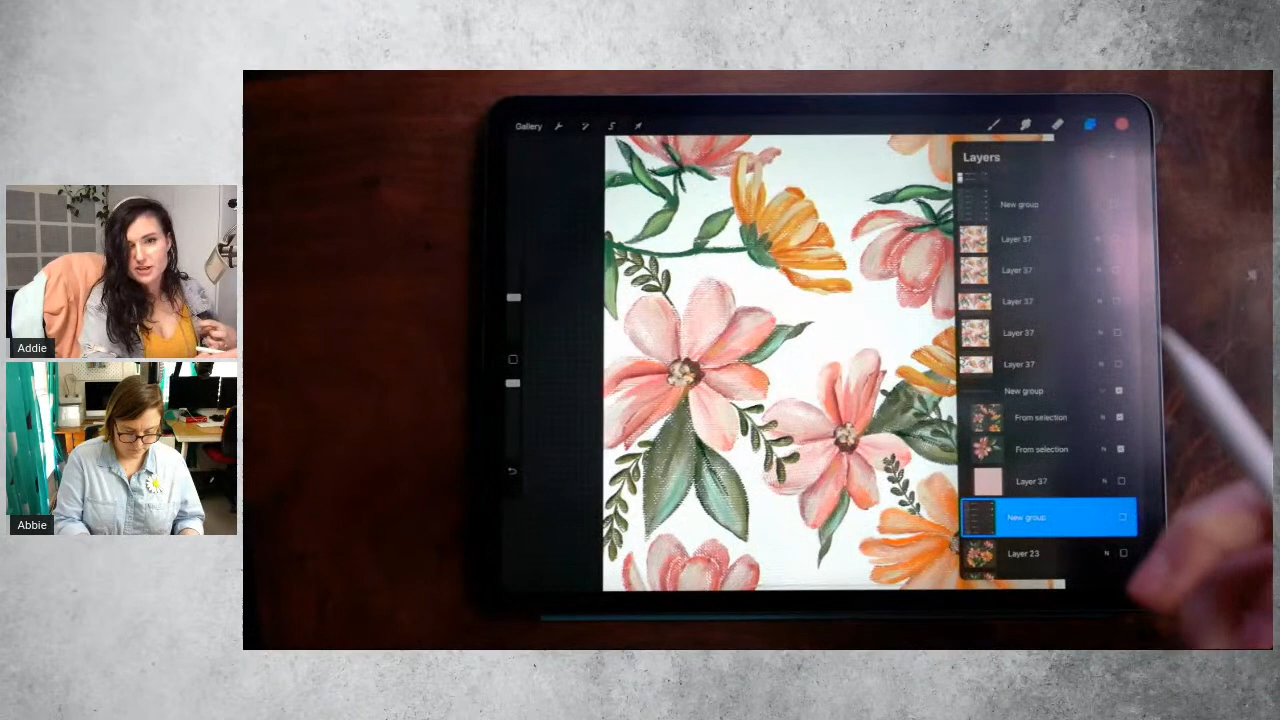 Gallery
Layers
New group
Layer 37
N
Layer 37
N
Layer 37
N
Layer 37
N
Layer 37
N
New group
From selection
N
From selection
N
Layer 37
N
New group
Layer 23
N
Addie
Abbie